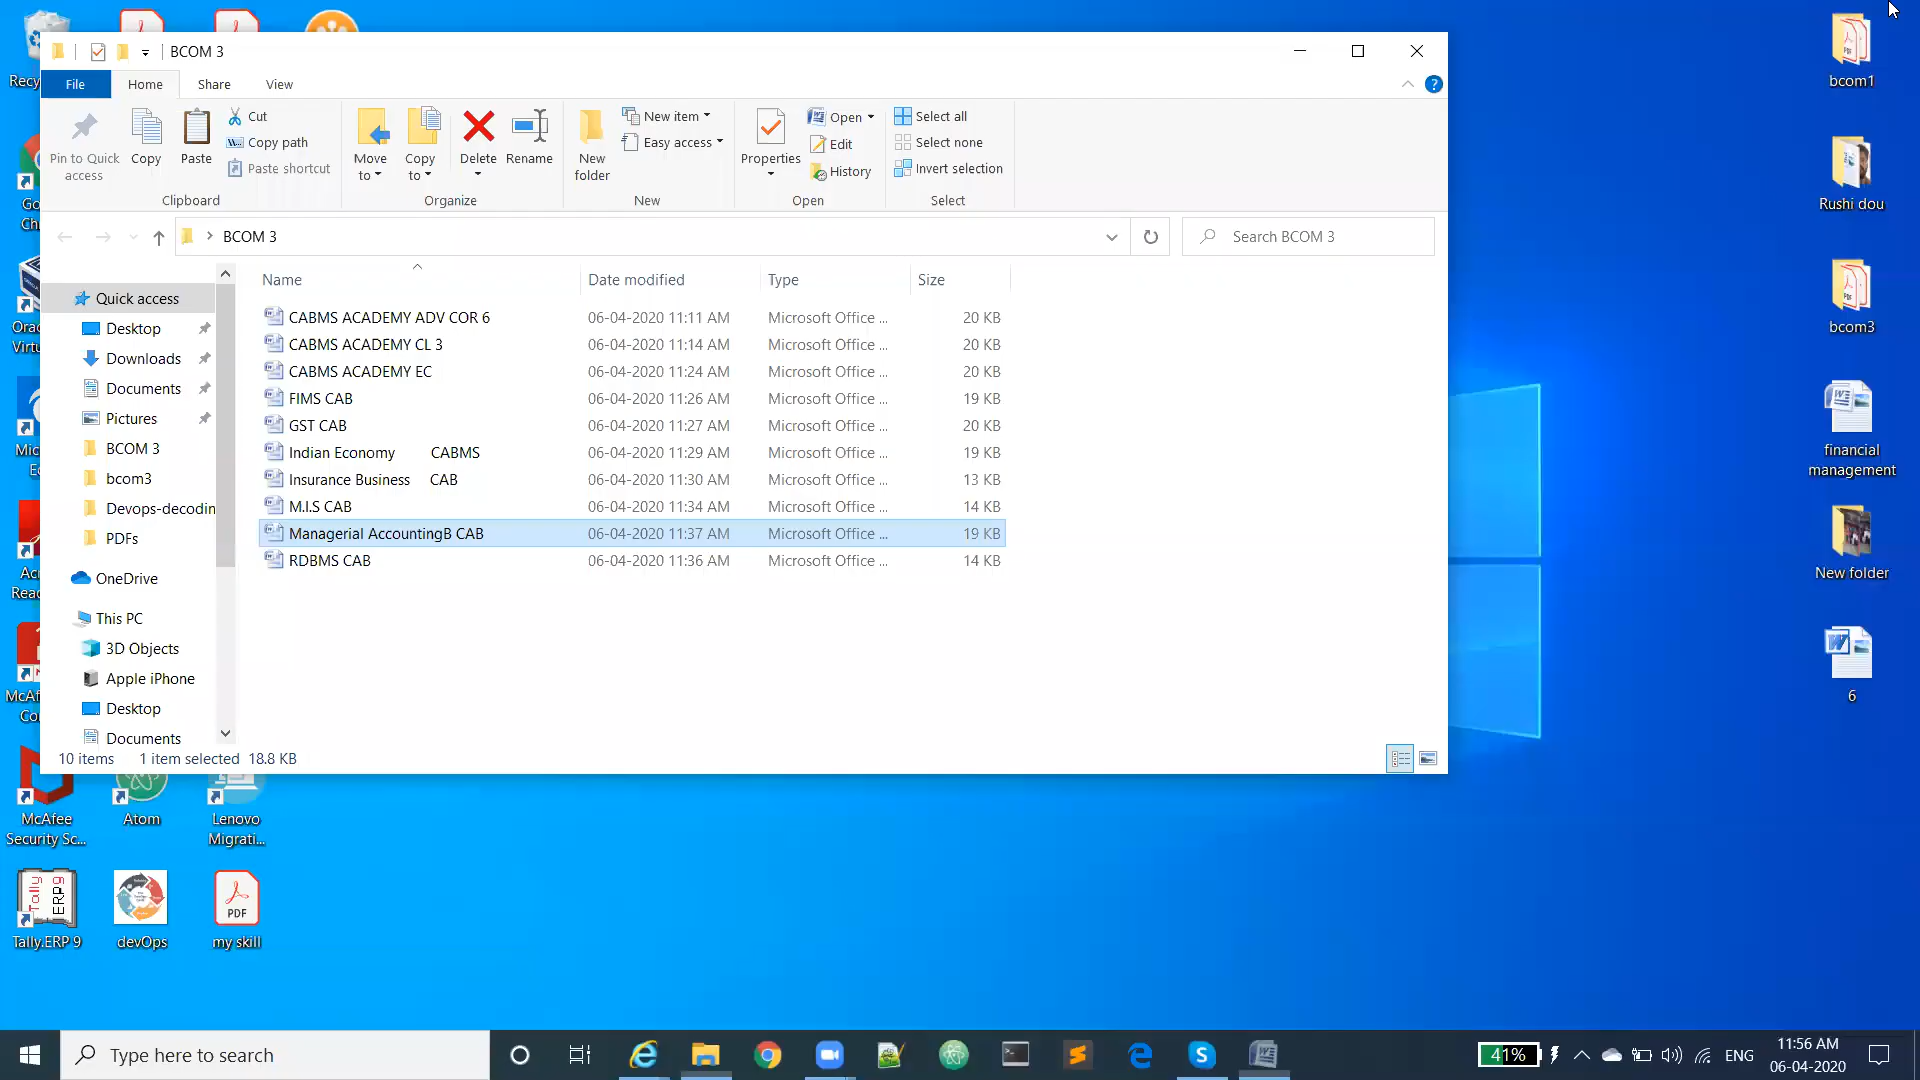 BCOM 3
File Home Share View
Pin to Quick access
Copy
Paste
Cut
Copy path
Paste shortcut
Clipboard
Move to
Copy to
Delete
Rename
Organize
New folder
New item
Easy access
New
Properties
Open
Edit
History
Open
Select all
Select none
Invert selection
Select
BCOM 3
Search BCOM 3
Name Date modified Type Size
CABMS ACADEMY ADV COR 6 06-04-2020 11:11 AM Microsoft Office ... 20 KB
CABMS ACADEMY CL 3 06-04-2020 11:14 AM Microsoft Office ... 20 KB
CABMS ACADEMY EC 06-04-2020 11:24 AM Microsoft Office ... 20 KB
FIMS CAB 06-04-2020 11:26 AM Microsoft Office ... 19 KB
GST CAB 06-04-2020 11:27 AM Microsoft Office ... 20 KB
Indian Economy CABMS 06-04-2020 11:29 AM Microsoft Office ... 19 KB
Insurance Business CAB 06-04-2020 11:30 AM Microsoft Office ... 13 KB
M.I.S CAB 06-04-2020 11:34 AM Microsoft Office ... 14 KB
Managerial AccountingB CAB 06-04-2020 11:37 AM Microsoft Office ... 19 KB
RDBMS CAB 06-04-2020 11:36 AM Microsoft Office ... 14 KB
Quick access
Desktop
Downloads
Documents
Pictures
BCOM 3
bcom3
Devops-decodin
PDFs
OneDrive
This PC
3D Objects
Apple iPhone
Desktop
Documents
10 items 1 item selected 18.8 KB
Recy
Go
Ch
Orac
Virtu
Mic
E
Acr
Read
McAf
Co
McAfee
Security Sc...
Atom
Lenovo
Migrati...
Tally ERP9
Tally.ERP 9
devOps
PDF
my skill
bcom1
Rushi dou
bcom3
financial
management
New folder
6
Type here to search
41%
ENG
11:56 AM
06-04-2020